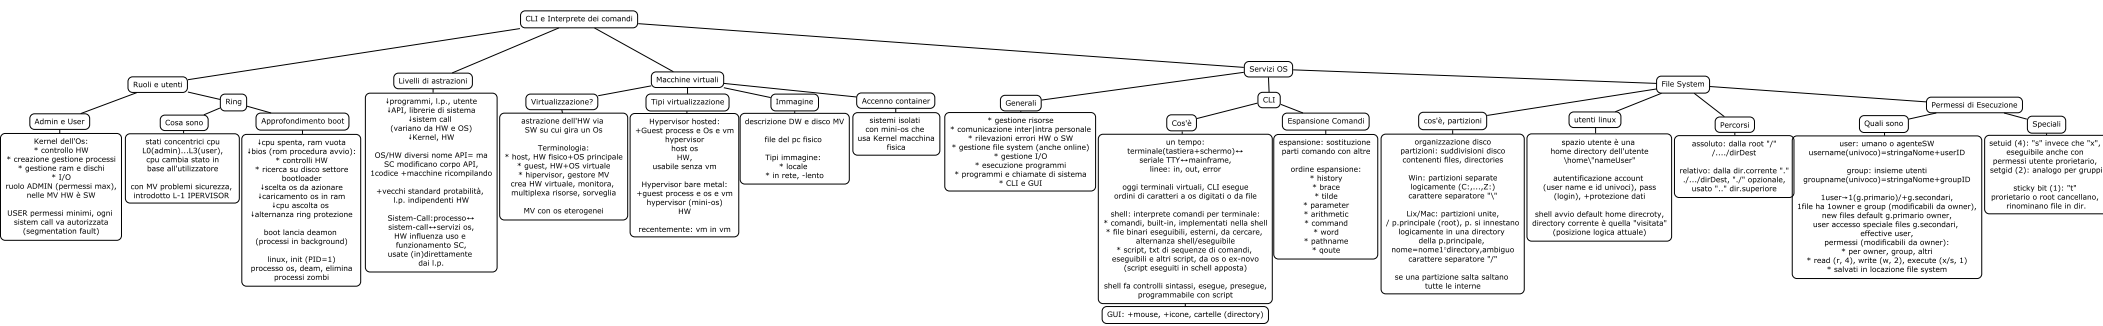 CLI e Interprete dei comandi
Ruoli e utenti
Admin e User
Kernel dell'Os:
* controllo HW
* creazione gestione processi
* gestione ram e dischi
* I/O
ruolo ADMIN (permessi max),
nelle MV HW è SW
USER permessi minimi, ogni
sistem call va autorizzata
(segmentation fault)
Ring
Cosa sono
stati concentrici cpu
L0(admin)...L3(user),
cpu cambia stato in
base all'utilizzatore
con MV problemi sicurezza,
introdotto L-1 IPERVISOR
Approfondimento boot
↓cpu spenta, ram vuota
↓bios (rom procedura avvio):
* controlli HW
* ricerca su disco settore
bootloader
↓scelta os da azionare
↓caricamento os in ram
↓cpu ascolta os
↓alternanza ring protezione
boot lancia deamon
(processi in background)
linux, init (PID=1)
processo os, deam, elimina
processi zombi
Livelli di astrazioni
↓programmi, l.p., utente
↓API, librerie di sistema
↓sistem call
(variano da HW e OS)
↓Kernel, HW
OS/HW diversi nome API= ma
SC modificano corpo API,
1codice +macchine ricompilando
+vecchi standard probabilità,
l.p. indipendenti HW
Sistem-Call:processo↔
sistem-call↔servizi os,
HW influenza uso e
funzionamento SC,
usate (in)direttamente
dai l.p.
Macchine virtuali
Virtualizzazione?
astrazione dell'HW via
SW su cui gira un Os
Terminologia:
* host, HW fisico+OS principale
* guest, HW+OS virtuale
* hipervisor, gestore MV
crea HW virtuale, monitora,
multiplexa risorse, sorveglia
MV con os eterogenei
Tipi virtualizzazione
Hypervisor hosted:
+Guest process e Os e vm
hypervisor
host os
HW,
usabile senza vm
Hypervisor bare metal:
+guest process e os e vm
hypervisor (mini-os)
HW
recentemente: vm in vm
Immagine
descrizione DW e disco MV
file del pc fisico
Tipi immagine:
* locale
* in rete, -lento
Accenno container
sistemi isolati
con mini-os che
usa Kernel macchina
fisica
Servizi OS
Generali
* gestione risorse
* comunicazione inter|intra personale
* rilevazioni errori HW o SW
* gestione file system (anche online)
* gestione I/O
* esecuzione programmi
* programmi e chiamate di sistema
* CLI e GUI
CLI
Cos'è
un tempo:
terminale(tastiera+schermo)↔
seriale TTY↔mainframe,
linee: in, out, error
oggi terminali virtuali, CLI esegue
ordini di caratteri o digitati o da file
shell: interprete comandi per terminale:
* comandi, built-in, implementati nella shell
* file binari eseguibili, esterni, da cercare,
alternanza shell/eseguibile
* script, txt di sequenze di comandi,
eseguibili e altri script, da os o ex-novo
(script eseguiti in schell apposta)
shell fa controlli sintassi, esegue, presegue,
programmabile con script
GUI: +mouse, +icone, cartelle (directory)
Espansione Comandi
espansione: sostituzione
parti comando con altre
ordine espansione:
* history
* brace
* tilde
* parameter
* arithmetic
* command
* word
* pathname
* qoute
File System
cos'è, partizioni
organizzazione disco
partizioni: suddivisioni disco
contenenti files, directories
Win: partizioni separate
logicamente (C:,...,Z:)
carattere separatore "\"
Lix/Mac: partizioni unite,
/ p.principale (root), p. si innestano
logicamente in una directory
della p.principale,
nome=nome1°directory,ambiguo
carattere separatore "/"
se una partizione salta saltano
tutte le interne
utenti linux
spazio utente è una
home directory dell'utente
\home\"nameUser"
autentificazione account
(user name e id univoci), pass
(login), +protezione dati
shell avvio default home direcroty,
directory corrente è quella "visitata"
(posizione logica attuale)
Percorsi
assoluto: dalla root "/"
/..../dirDest
relativo: dalla dir.corrente "."
./.../dirDest, "./" opzionale,
usato ".." dir.superiore
Permessi di Esecuzione
Quali sono
user: umano o agenteSW
username(univoco)=stringaNome+userID
group: insieme utenti
groupname(univoco)=stringaNome+groupID
1user→1(g.primario)/+g.secondari,
1file ha 1owner e group (modificabili da owner),
new files default g.primario owner,
user accesso speciale files g.secondari,
effective user,
permessi (modificabili da owner):
* per owner, group, altri
* read (r, 4), write (w, 2), execute (x/s, 1)
* salvati in locazione file system
Speciali
setuid (4): "s" invece che "x",
eseguibile anche con
permessi utente prorietario,
setgid (2): analogo per gruppi
sticky bit (1): "t"
prorietario o root cancellano,
rinominano file in dir.